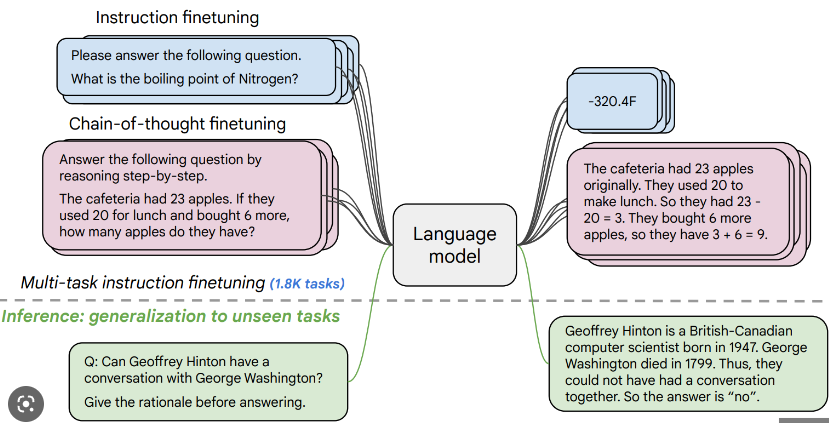 Instruction finetuning
Please answer the following question.
What is the boiling point of Nitrogen?
-320.4F
Chain-of-thought finetuning
Answer the following question by
reasoning step-by-step.
The cafeteria had 23 apples. If they
used 20 for lunch and bought 6 more,
how many apples do they have?
Language
model
The cafeteria had 23 apples
originally. They used 20 to
make lunch. So they had 23 -
20 = 3. They bought 6 more
apples, so they have 3 + 6 = 9.
Multi-task instruction finetuning (1.8K tasks)
Inference: generalization to unseen tasks
Q: Can Geoffrey Hinton have a
conversation with George Washington?
Give the rationale before answering.
Geoffrey Hinton is a British-Canadian
computer scientist born in 1947. George
Washington died in 1799. Thus, they
could not have had a conversation
together. So the answer is “no”.